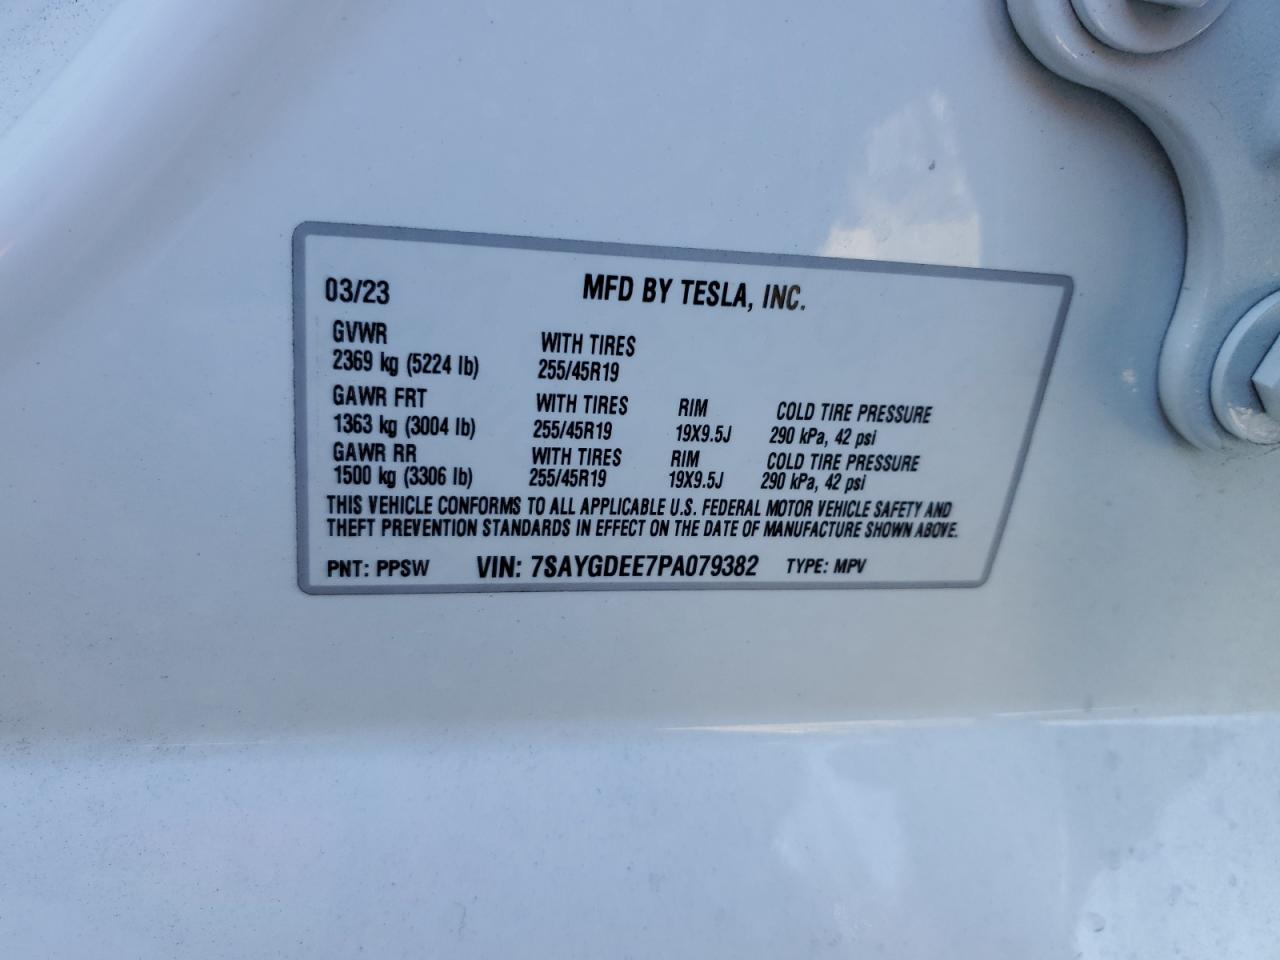 03/23 MFD BY TESLA, INC.
GVWR WITH TIRES
2369 kg (5224 lb) 255/45R19
GAWR FRT WITH TIRES RIM COLD TIRE PRESSURE
1363 kg (3004 lb) 255/45R19 19X9.5J 290 kPa, 42 psi
GAWR RR WITH TIRES RIM COLD TIRE PRESSURE
1500 kg (3306 lb) 255/45R19 19X9.5J 290 kPa, 42 psi
THIS VEHICLE CONFORMS TO ALL APPLICABLE U.S. FEDERAL MOTOR VEHICLE SAFETY AND
THEFT PREVENTION STANDARDS IN EFFECT ON THE DATE OF MANUFACTURE SHOWN ABOVE.
PNT: PPSW VIN: 7SAYGDEE7PA079382 TYPE: MPV